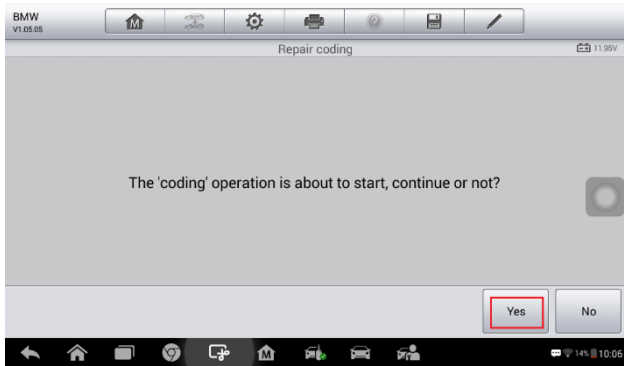 BMW
V1.05.05
Repair coding
11.95V
The 'coding' operation is about to start, continue or not?
Yes
No
14%
10:06